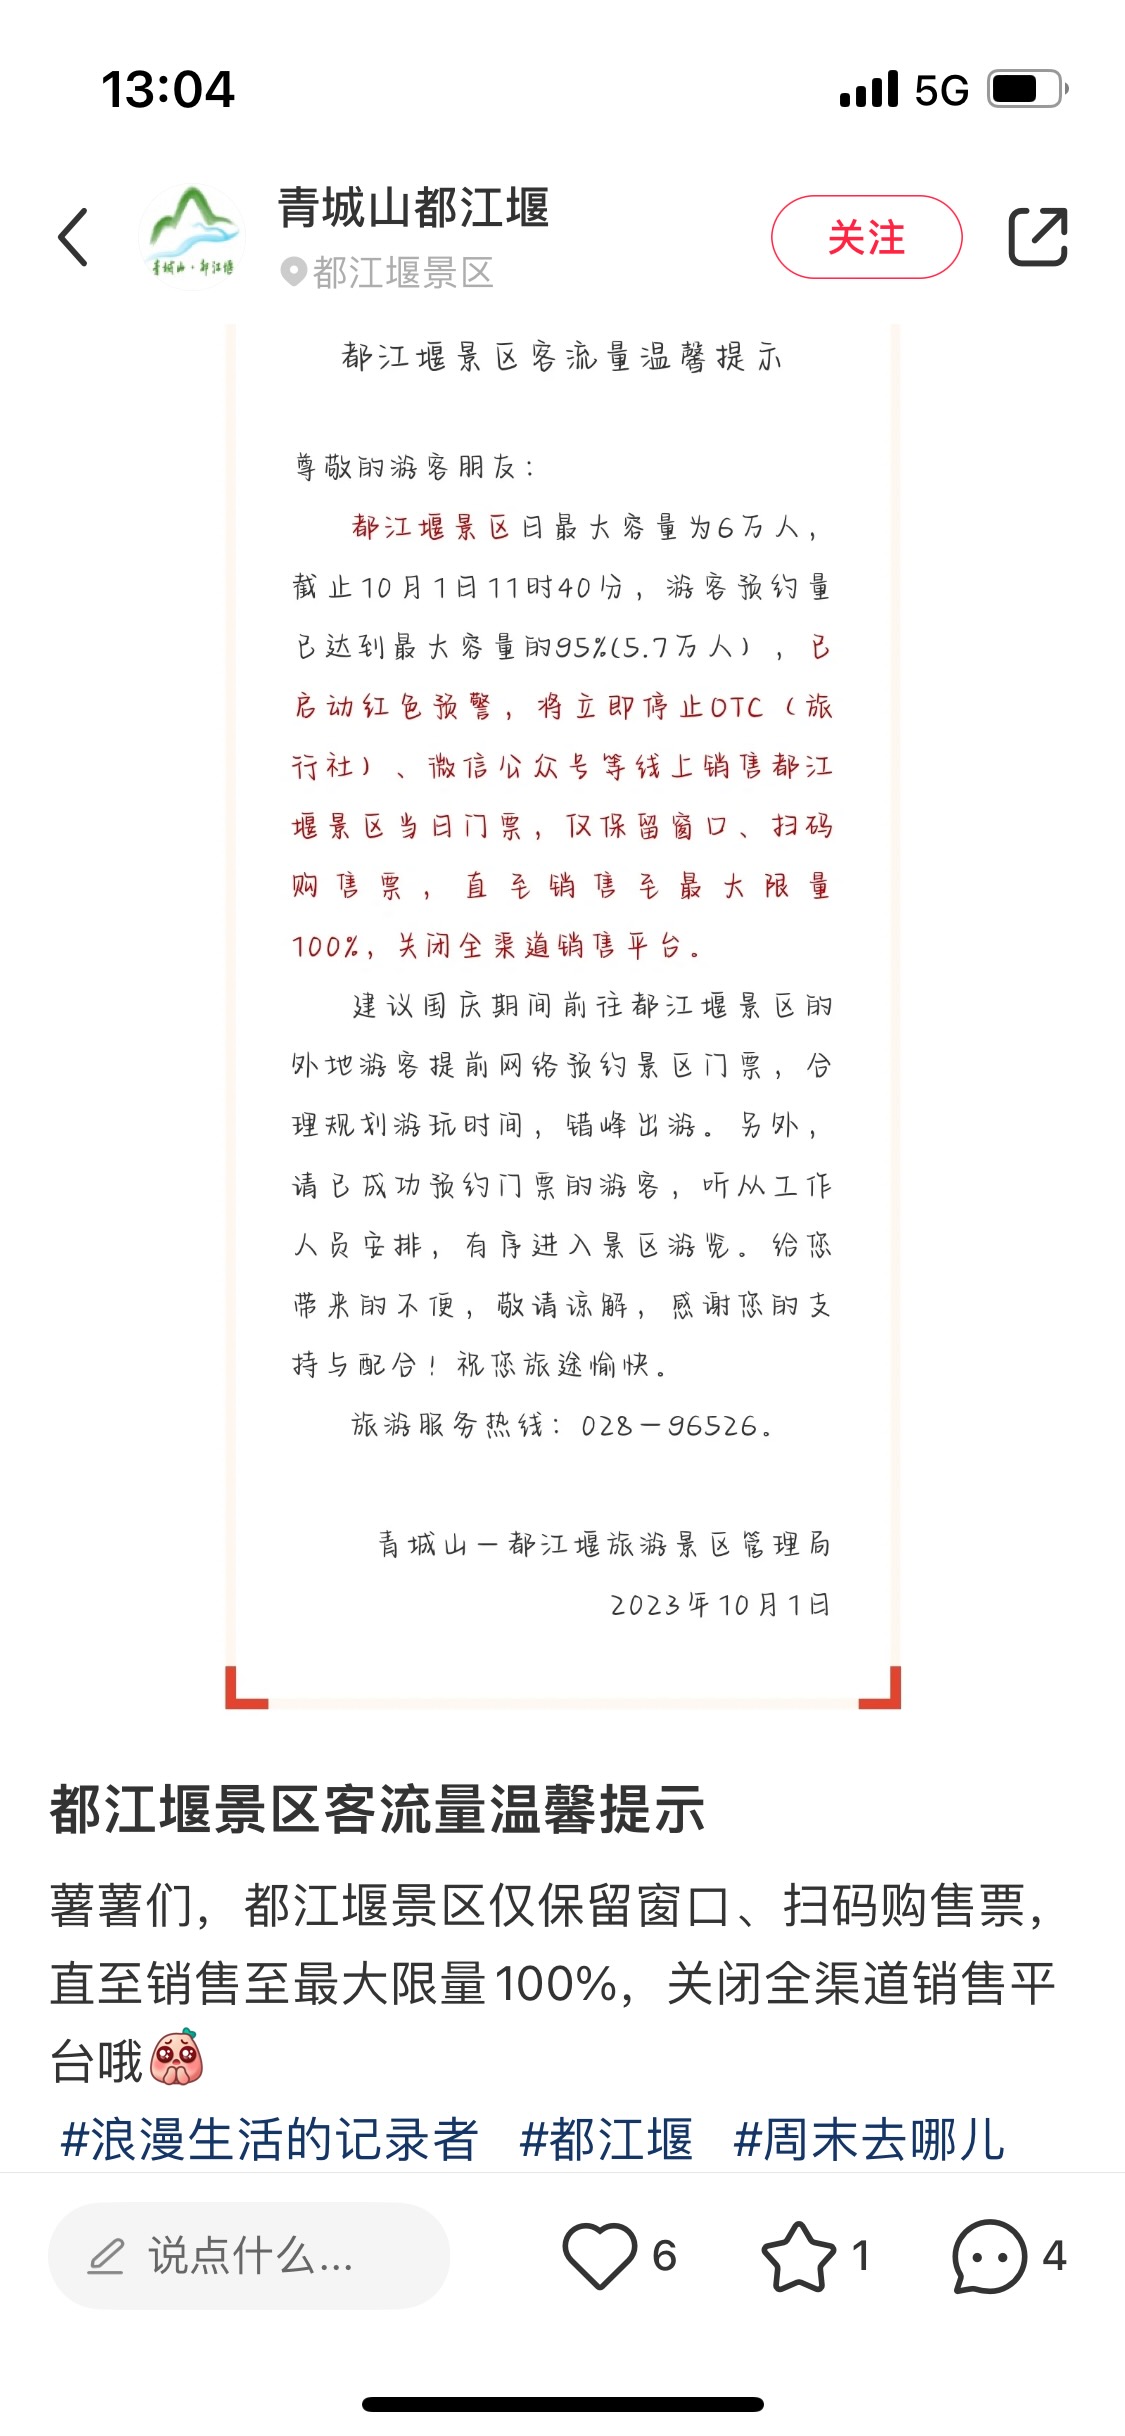 13:04
5G
青城山都江堰
关注
青城山·都江堰
都江堰景区
都江堰景区客流量温馨提示
尊敬的游客朋友：
都江堰景区日最大容量为6万人，
截止10月1日11时40分，游客预约量
已达到最大容量的95%(5.7万人），已
启动红色预警，将立即停止OTC（旅
行社）、微信公众号等线上销售都江
堰景区当日门票，仅保留窗口、扫码
购售票，直至销售至最大限量
100%，关闭全渠道销售平台。
建议国庆期间前往都江堰景区的
外地游客提前网络预约景区门票，合
理规划游玩时间，错峰出游。另外，
请已成功预约门票的游客，听从工作
人员安排，有序进入景区游览。给您
带来的不便，敬请谅解，感谢您的支
持与配合！祝您旅途愉快。
旅游服务热线：028－96526。
青城山－都江堰旅游景区管理局
2023年10月1日
都江堰景区客流量温馨提示
薯薯们，都江堰景区仅保留窗口、扫码购售票，
直至销售至最大限量100%，关闭全渠道销售平
台哦
#浪漫生活的记录者 #都江堰 #周末去哪儿
说点什么...
6
1
4